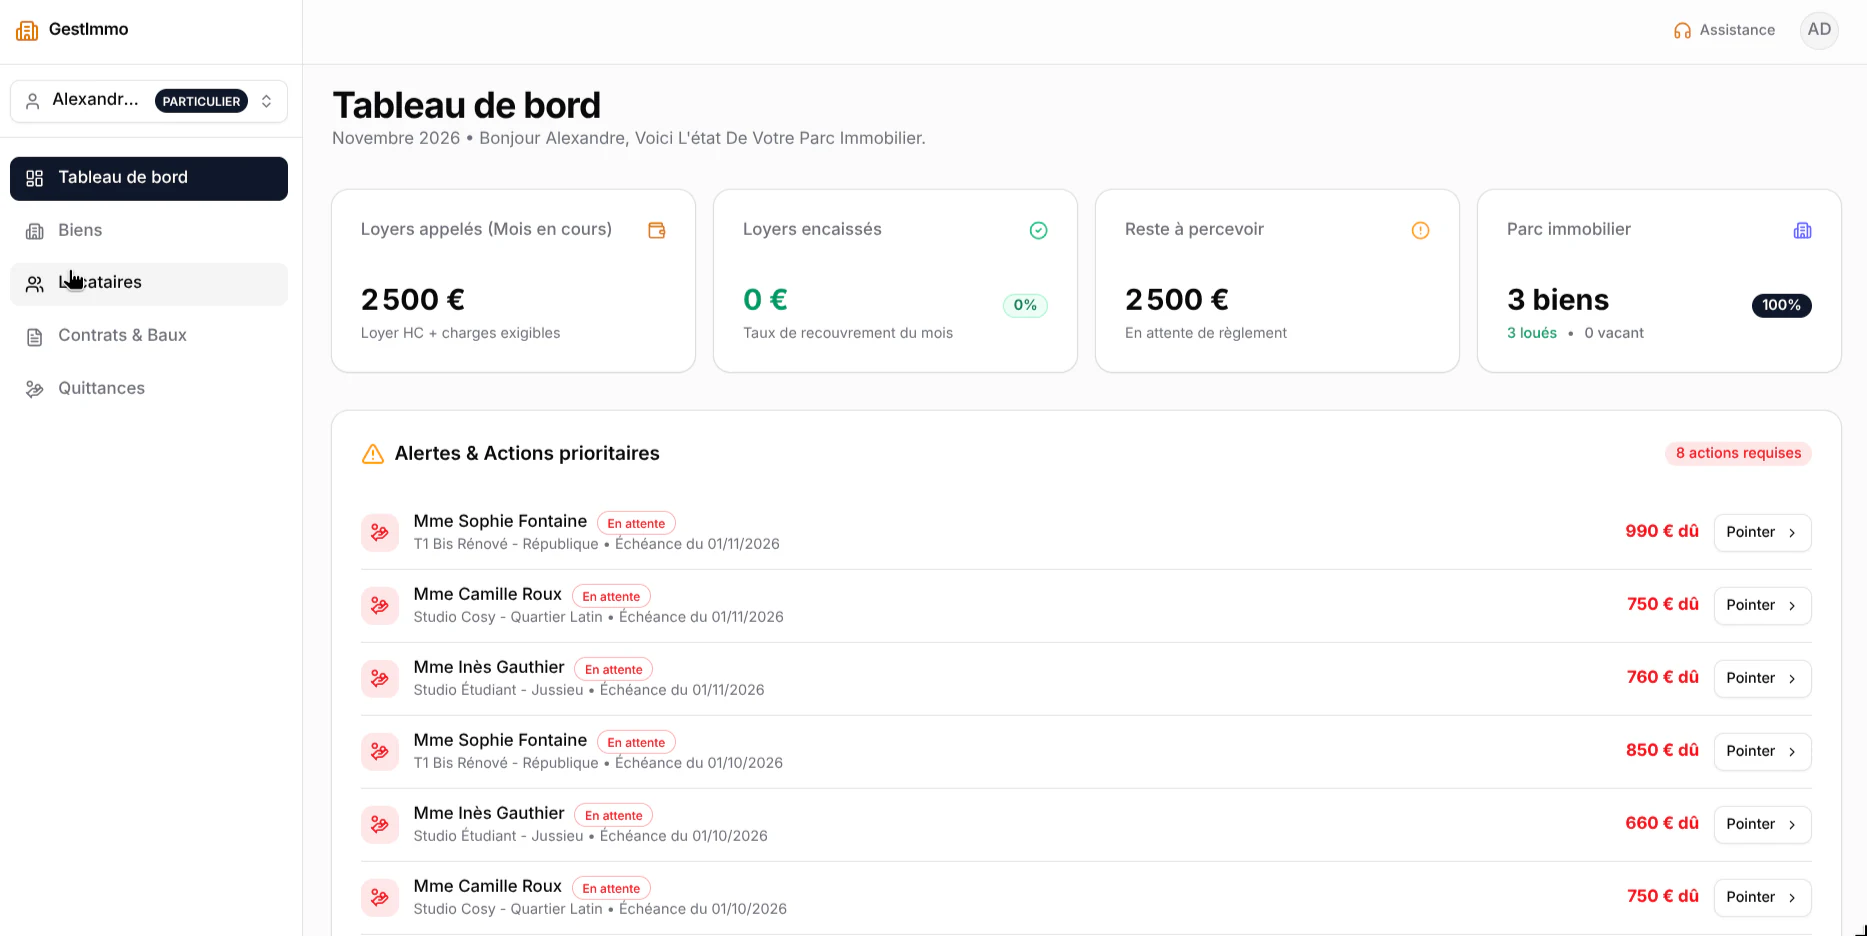 GestImmo
Assistance
AD
Alexandr...
PARTICULIER
Tableau de bord
Biens
Locataires
Contrats & Baux
Quittances
Tableau de bord
Novembre 2026 • Bonjour Alexandre, Voici L'état De Votre Parc Immobilier.
Loyers appelés (Mois en cours)
2 500 €
Loyer HC + charges exigibles
Loyers encaissés
0 €
0%
Taux de recouvrement du mois
Reste à percevoir
2 500 €
En attente de règlement
Parc immobilier
3 biens
100%
3 loués • 0 vacant
Alertes & Actions prioritaires
8 actions requises
Mme Sophie Fontaine En attente
T1 Bis Rénové - République • Échéance du 01/11/2026
990 € dû Pointer
Mme Camille Roux En attente
Studio Cosy - Quartier Latin • Échéance du 01/11/2026
750 € dû Pointer
Mme Inès Gauthier En attente
Studio Étudiant - Jussieu • Échéance du 01/11/2026
760 € dû Pointer
Mme Sophie Fontaine En attente
T1 Bis Rénové - République • Échéance du 01/10/2026
850 € dû Pointer
Mme Inès Gauthier En attente
Studio Étudiant - Jussieu • Échéance du 01/10/2026
660 € dû Pointer
Mme Camille Roux En attente
Studio Cosy - Quartier Latin • Échéance du 01/10/2026
750 € dû Pointer